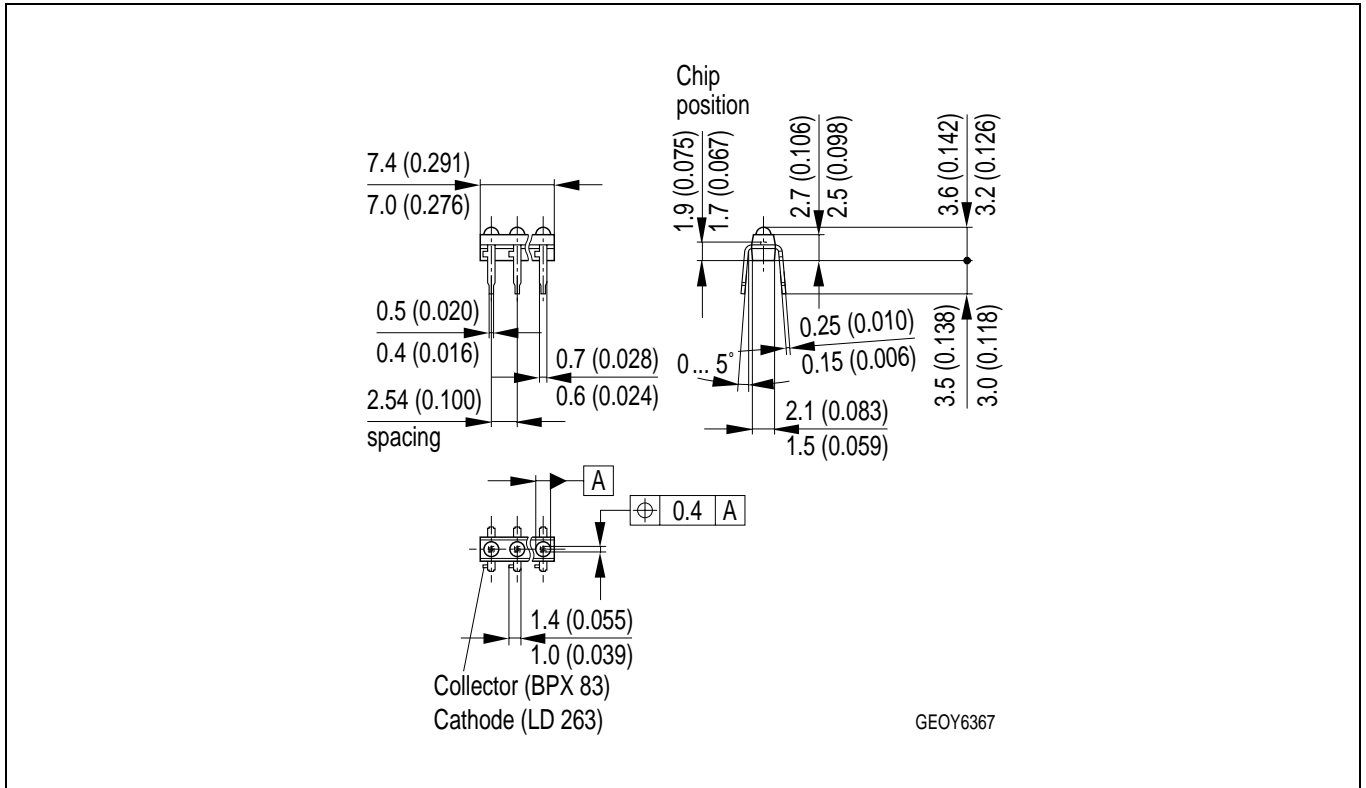 Chip
position
7.4 (0.291)
7.0 (0.276)
1.9 (0.075)
1.7 (0.067)
2.7 (0.106)
2.5 (0.098)
3.6 (0.142)
3.2 (0.126)
0.5 (0.020)
0.4 (0.016)
0.7 (0.028)
0.6 (0.024)
2.54 (0.100)
spacing
0 ... 5˚
0.25 (0.010)
0.15 (0.006)
3.5 (0.138)
3.0 (0.118)
2.1 (0.083)
1.5 (0.059)
A
0.4 A
1.4 (0.055)
1.0 (0.039)
Collector (BPX 83)
Cathode (LD 263)
GEOY6367